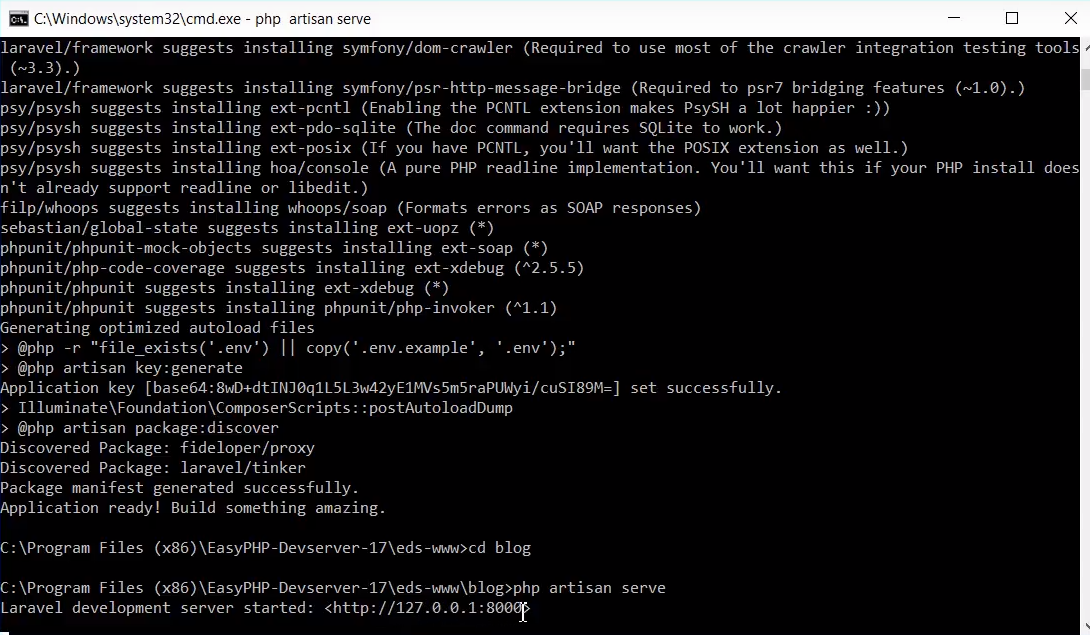 C:\Windows\system32\cmd.exe - php  artisan serve
laravel/framework suggests installing symfony/dom-crawler (Required to use most of the crawler integration testing tools
 (~3.3).)
laravel/framework suggests installing symfony/psr-http-message-bridge (Required to psr7 bridging features (~1.0).)
psy/psysh suggests installing ext-pcntl (Enabling the PCNTL extension makes PsySH a lot happier :))
psy/psysh suggests installing ext-pdo-sqlite (The doc command requires SQLite to work.)
psy/psysh suggests installing ext-posix (If you have PCNTL, you'll want the POSIX extension as well.)
psy/psysh suggests installing hoa/console (A pure PHP readline implementation. You'll want this if your PHP install does
n't already support readline or libedit.)
filp/whoops suggests installing whoops/soap (Formats errors as SOAP responses)
sebastian/global-state suggests installing ext-uopz (*)
phpunit/phpunit-mock-objects suggests installing ext-soap (*)
phpunit/php-code-coverage suggests installing ext-xdebug (^2.5.5)
phpunit/phpunit suggests installing ext-xdebug (*)
phpunit/phpunit suggests installing phpunit/php-invoker (^1.1)
Generating optimized autoload files
> @php -r "file_exists('.env') || copy('.env.example', '.env');"
> @php artisan key:generate
Application key [base64:8wD+dtINJ0q1L5L3w42yE1MVs5m5raPUWyi/cuSI89M=] set successfully.
> Illuminate\Foundation\ComposerScripts::postAutoloadDump
> @php artisan package:discover
Discovered Package: fideloper/proxy
Discovered Package: laravel/tinker
Package manifest generated successfully.
Application ready! Build something amazing.
C:\Program Files (x86)\EasyPHP-Devserver-17\eds-www>cd blog
C:\Program Files (x86)\EasyPHP-Devserver-17\eds-www\blog>php artisan serve
Laravel development server started: <http://127.0.0.1:8000>